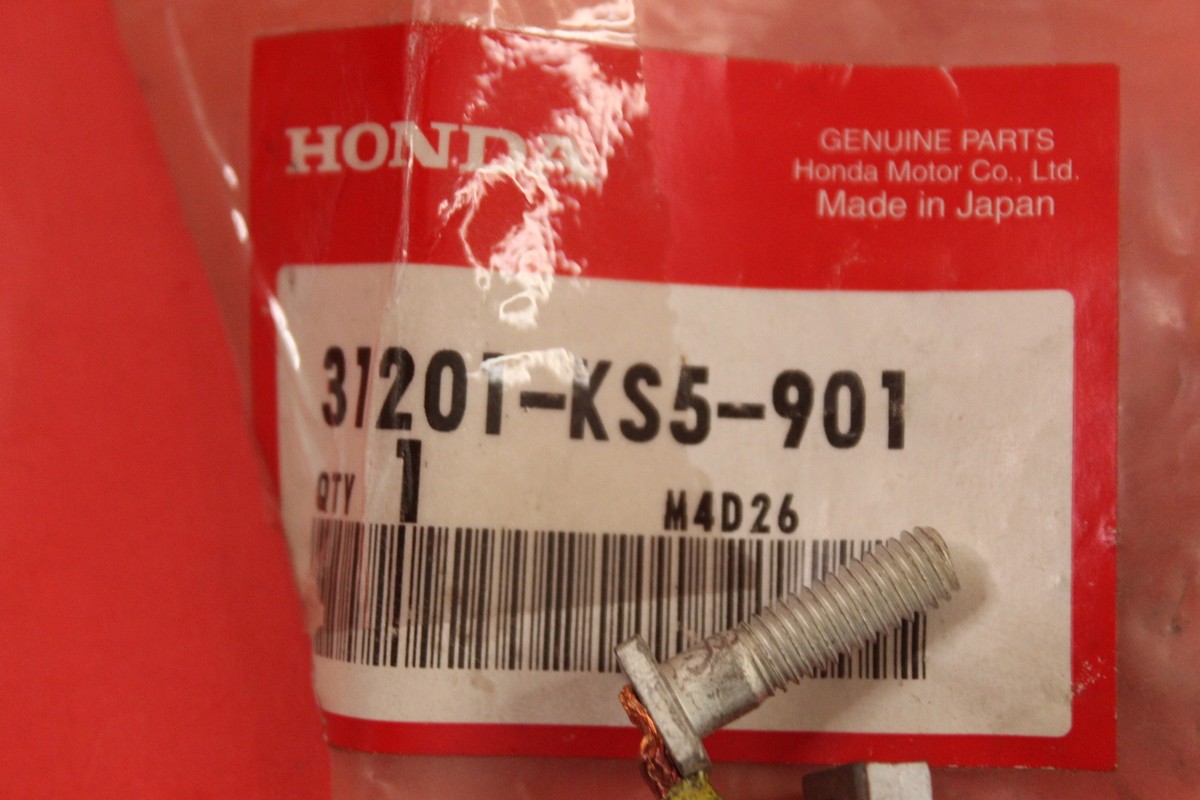 HONDA
GENUINE PARTS
Honda Motor Co., Ltd.
Made in Japan
31201-KS5-901
QTY 1
M4D26